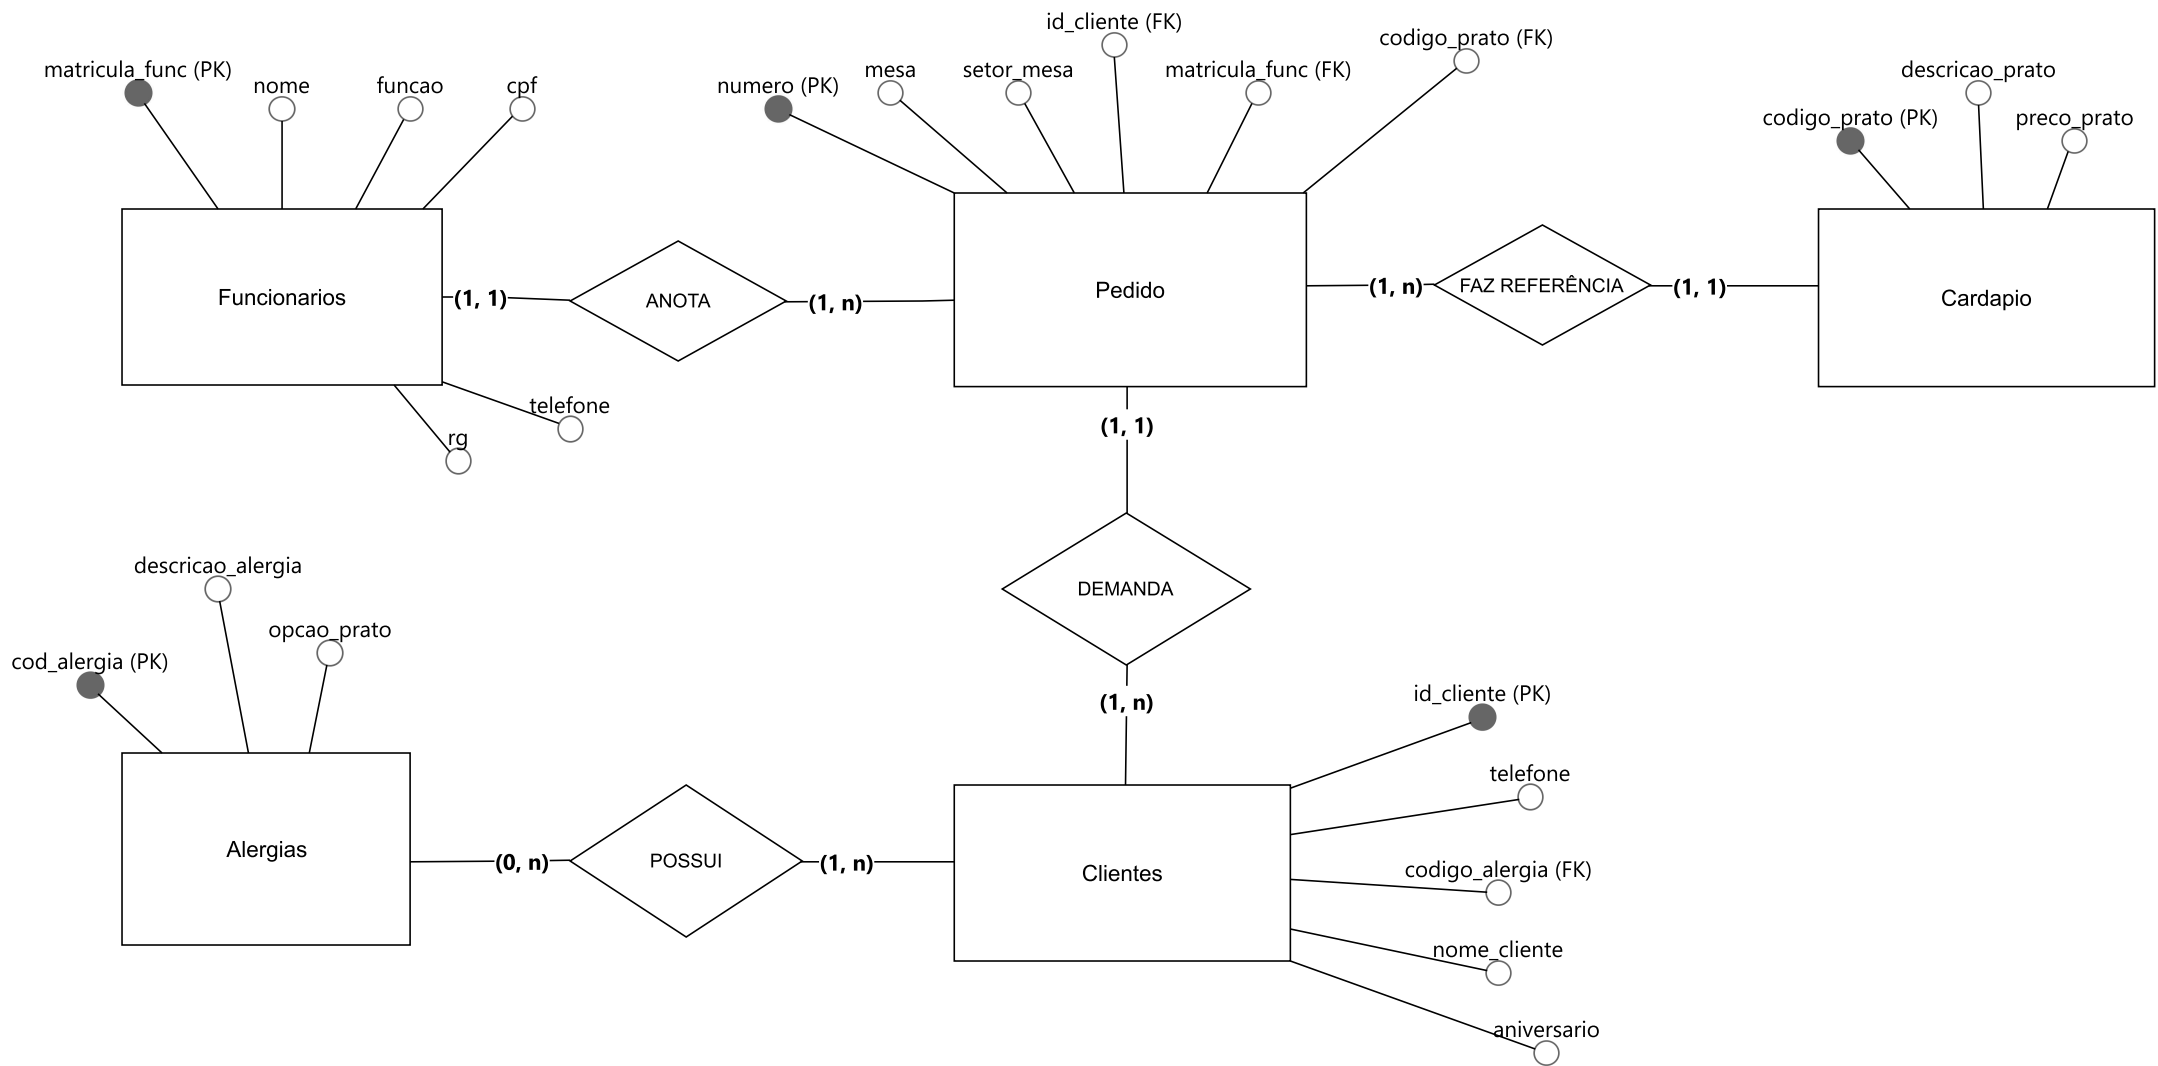 id_cliente (FK)
codigo_prato (FK)
matricula_func (PK)
nome
funcao
cpf
numero (PK)
mesa
setor_mesa
matricula_func (FK)
descricao_prato
codigo_prato (PK)
preco_prato
Funcionarios
(1, 1)
ANOTA
(1, n)
Pedido
(1, n)
FAZ REFERÊNCIA
(1, 1)
Cardapio
telefone
rg
(1, 1)
DEMANDA
(1, n)
descricao_alergia
opcao_prato
cod_alergia (PK)
Alergias
(0, n)
POSSUI
(1, n)
Clientes
id_cliente (PK)
telefone
codigo_alergia (FK)
nome_cliente
aniversario